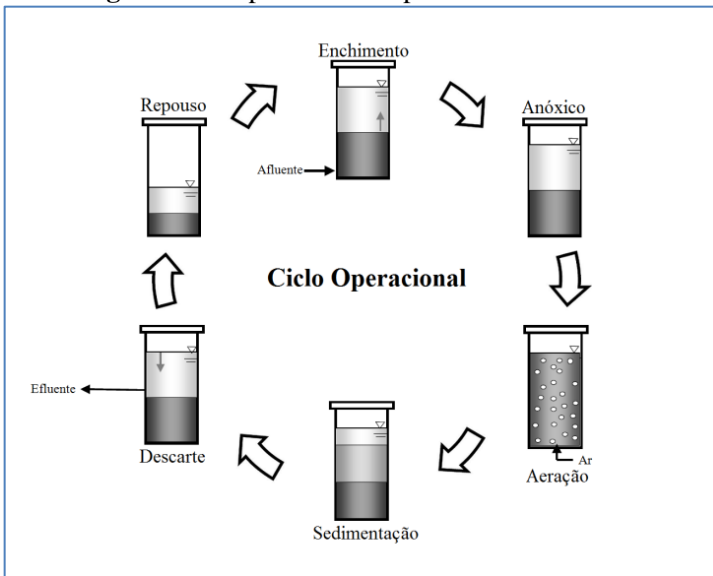 Enchimento
Repouso
Anóxico
Afluente
Ciclo Operacional
Efluente
Descarte
Ar
Aeração
Sedimentação